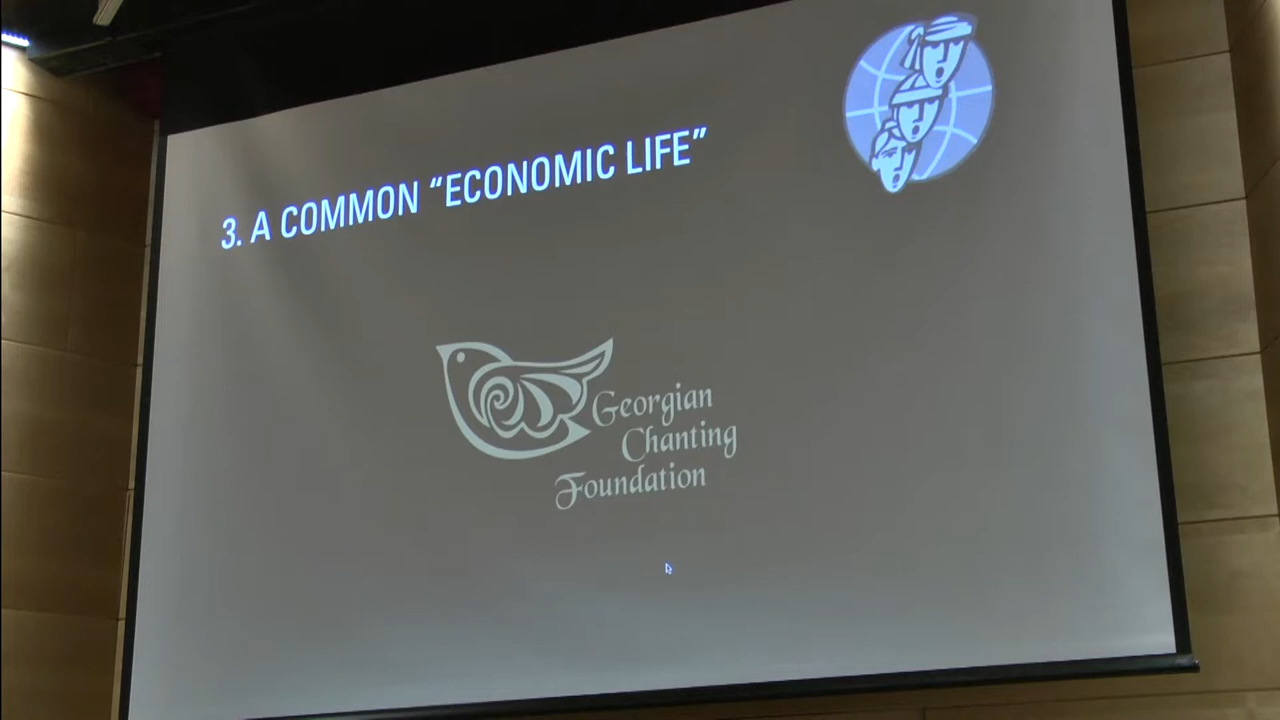 3. A COMMON “ECONOMIC LIFE”
Georgian
Chanting
Foundation